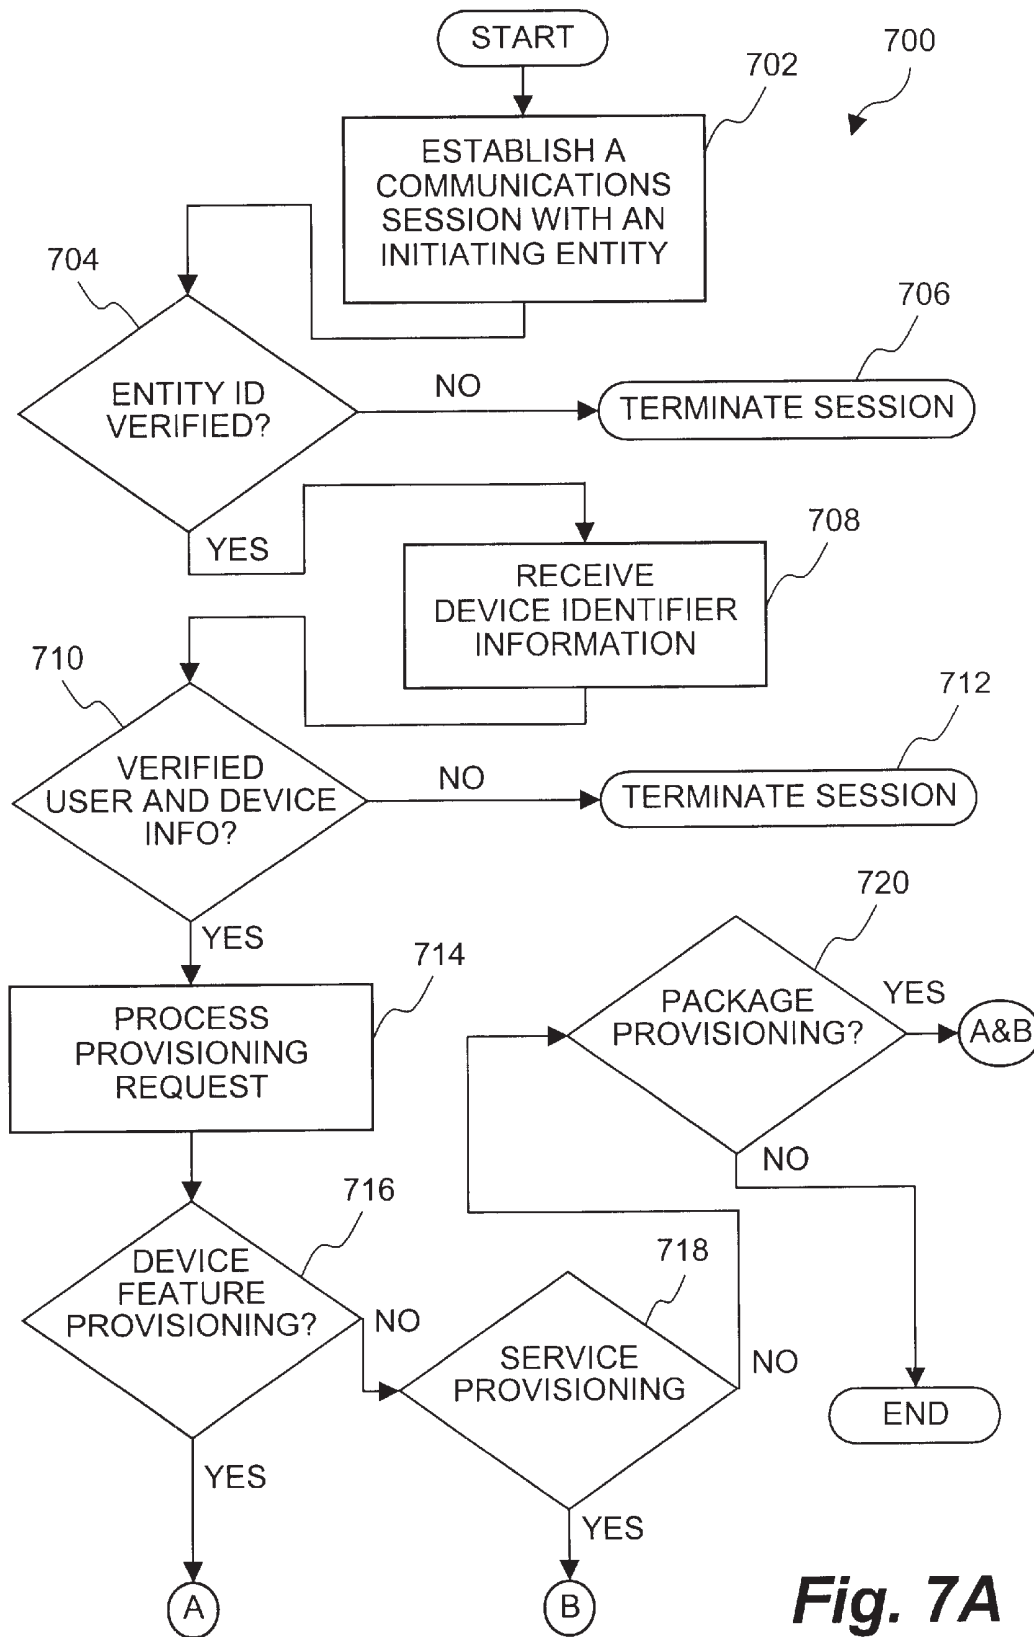 START
700
702
ESTABLISH A
COMMUNICATIONS
SESSION WITH AN
INITIATING ENTITY
704
706
ENTITY ID
VERIFIED?
NO
TERMINATE SESSION
YES
708
RECEIVE
DEVICE IDENTIFIER
INFORMATION
710
712
VERIFIED
USER AND DEVICE
INFO?
NO
TERMINATE SESSION
YES
714
PROCESS
PROVISIONING
REQUEST
720
PACKAGE
PROVISIONING?
YES
A&B
NO
716
DEVICE
FEATURE
PROVISIONING?
NO
718
SERVICE
PROVISIONING
NO
END
YES
YES
A
B
Fig. 7A